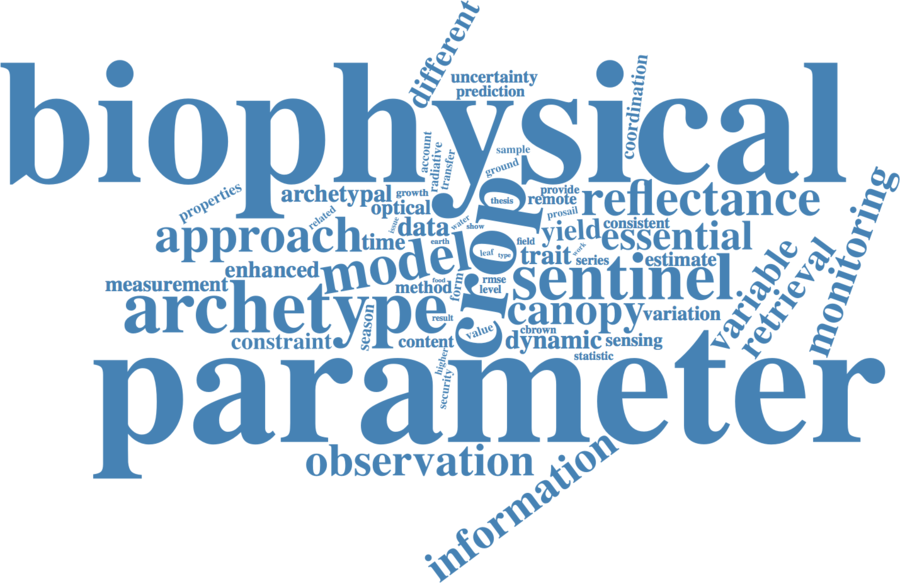 different
coordination
uncertainty
prediction
biophysical
account
radiative
transfer
sample
ground
properties
archetypal
growth
optical
related
issue
data
water
show
thesis
provide
remote
prosail
reflectance
monitoring
approach
time
earth
crop
field
yield
consistent
essential
work
trait
series
estimate
enhanced
model
leaf
type
measurement
method
food
form
rmse
level
sentinel
variable
retrieval
archetype
result
season
value
canopy
variation
constraint
content
cbrown
dynamic
sensing
statistic
higher
security
parameter
observation
information